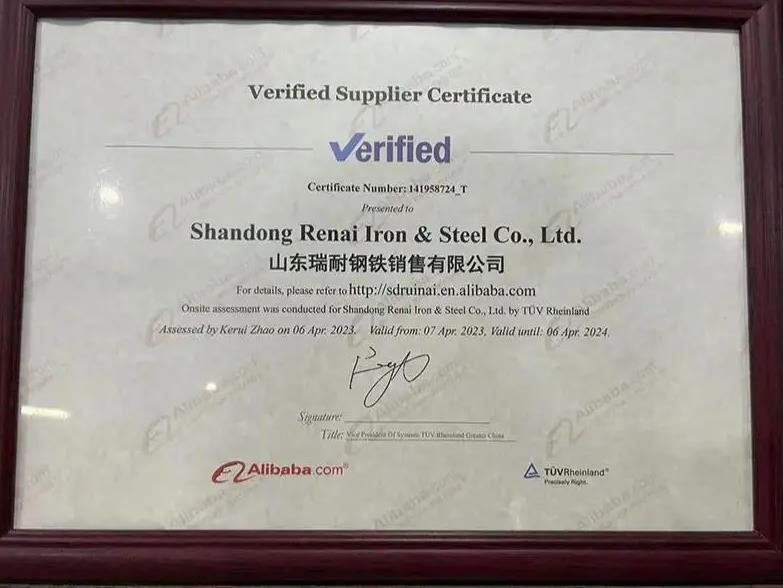 Verified Supplier Certificate
Verified
Certificate Number: 141958724_T
Presented to
Shandong Renai Iron & Steel Co., Ltd.
山东瑞耐钢铁销售有限公司
For details, please refer to http://sdruinai.en.alibaba.com
Onsite assessment was conducted for Shandong Renai Iron & Steel Co., Ltd. by TÜV Rheinland
Assessed by Kerui Zhao on 06 Apr. 2023. Valid from: 07 Apr. 2023, Valid until: 06 Apr. 2024.
Signature:
Title: Vice President Of Systems TUV Rheinland Greater China
Alibaba.com®
TÜVRheinland®
Precisely Right.